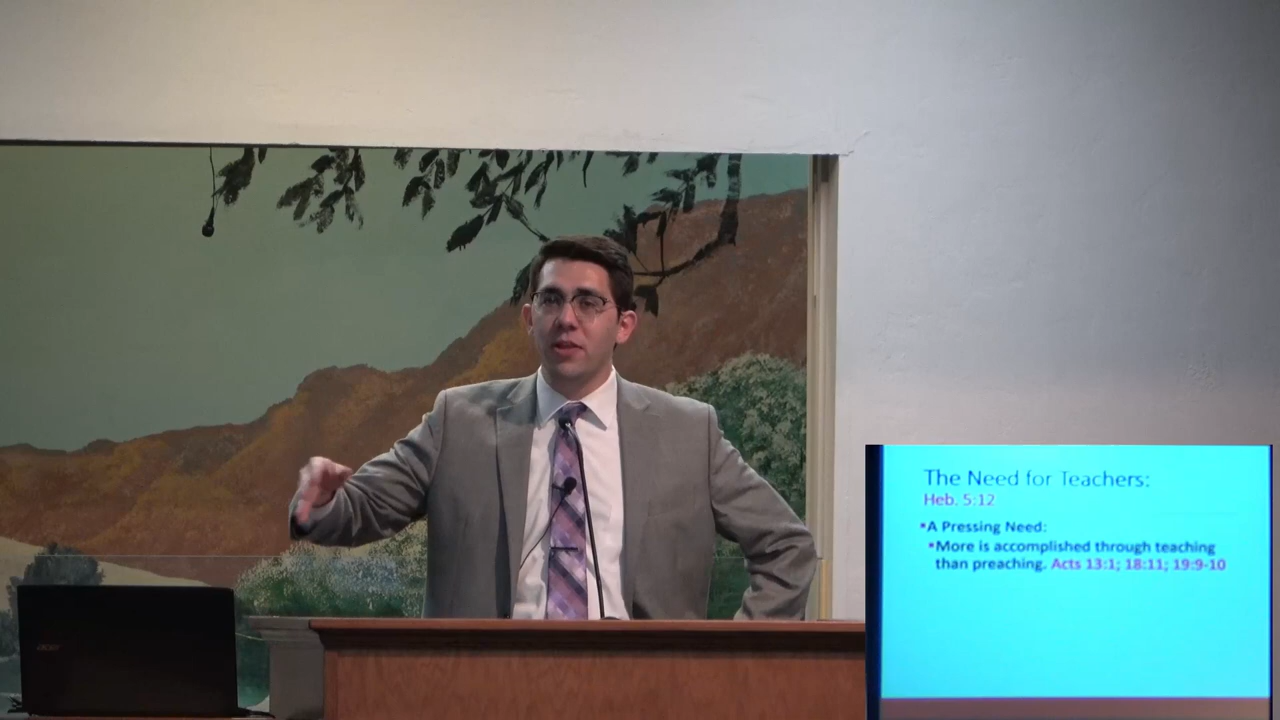 The Need for Teachers:
Heb. 5:12
▪A Pressing Need:
▪More is accomplished through teaching
than preaching. Acts 13:1; 18:11; 19:9-10
acer